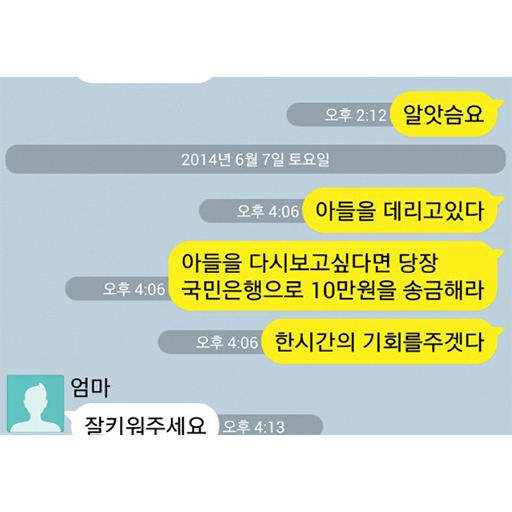 오후 2:12 알앗슴요
2014년 6월 7일 토요일
오후 4:06 아들을 데리고있다
아들을 다시보고싶다면 당장
오후 4:06 국민은행으로 10만원을 송금해라
오후 4:06 한시간의 기회를주겟다
엄마
잘키워주세요 오후 4:13